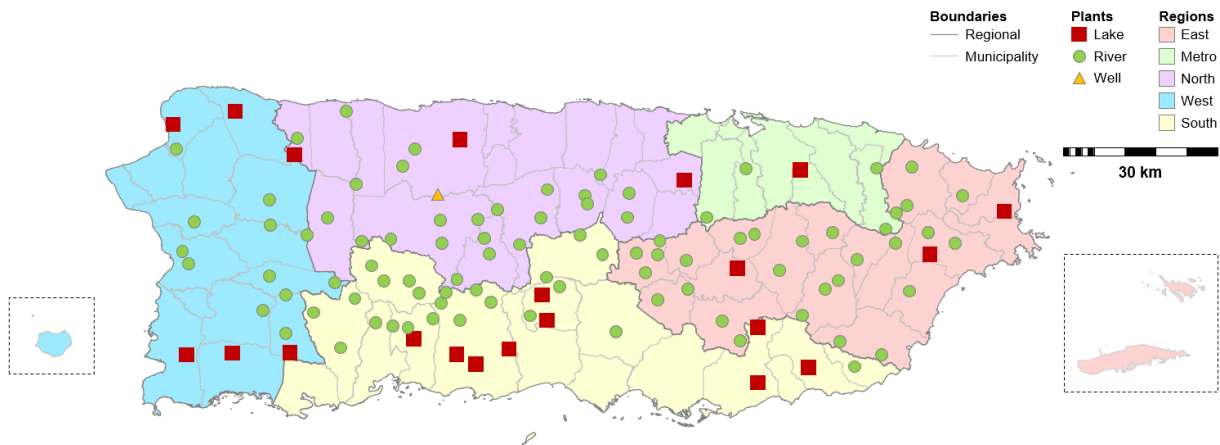 Boundaries
Regional
Municipality
Plants
Lake
River
Well
Regions
East
Metro
North
West
South
30 km